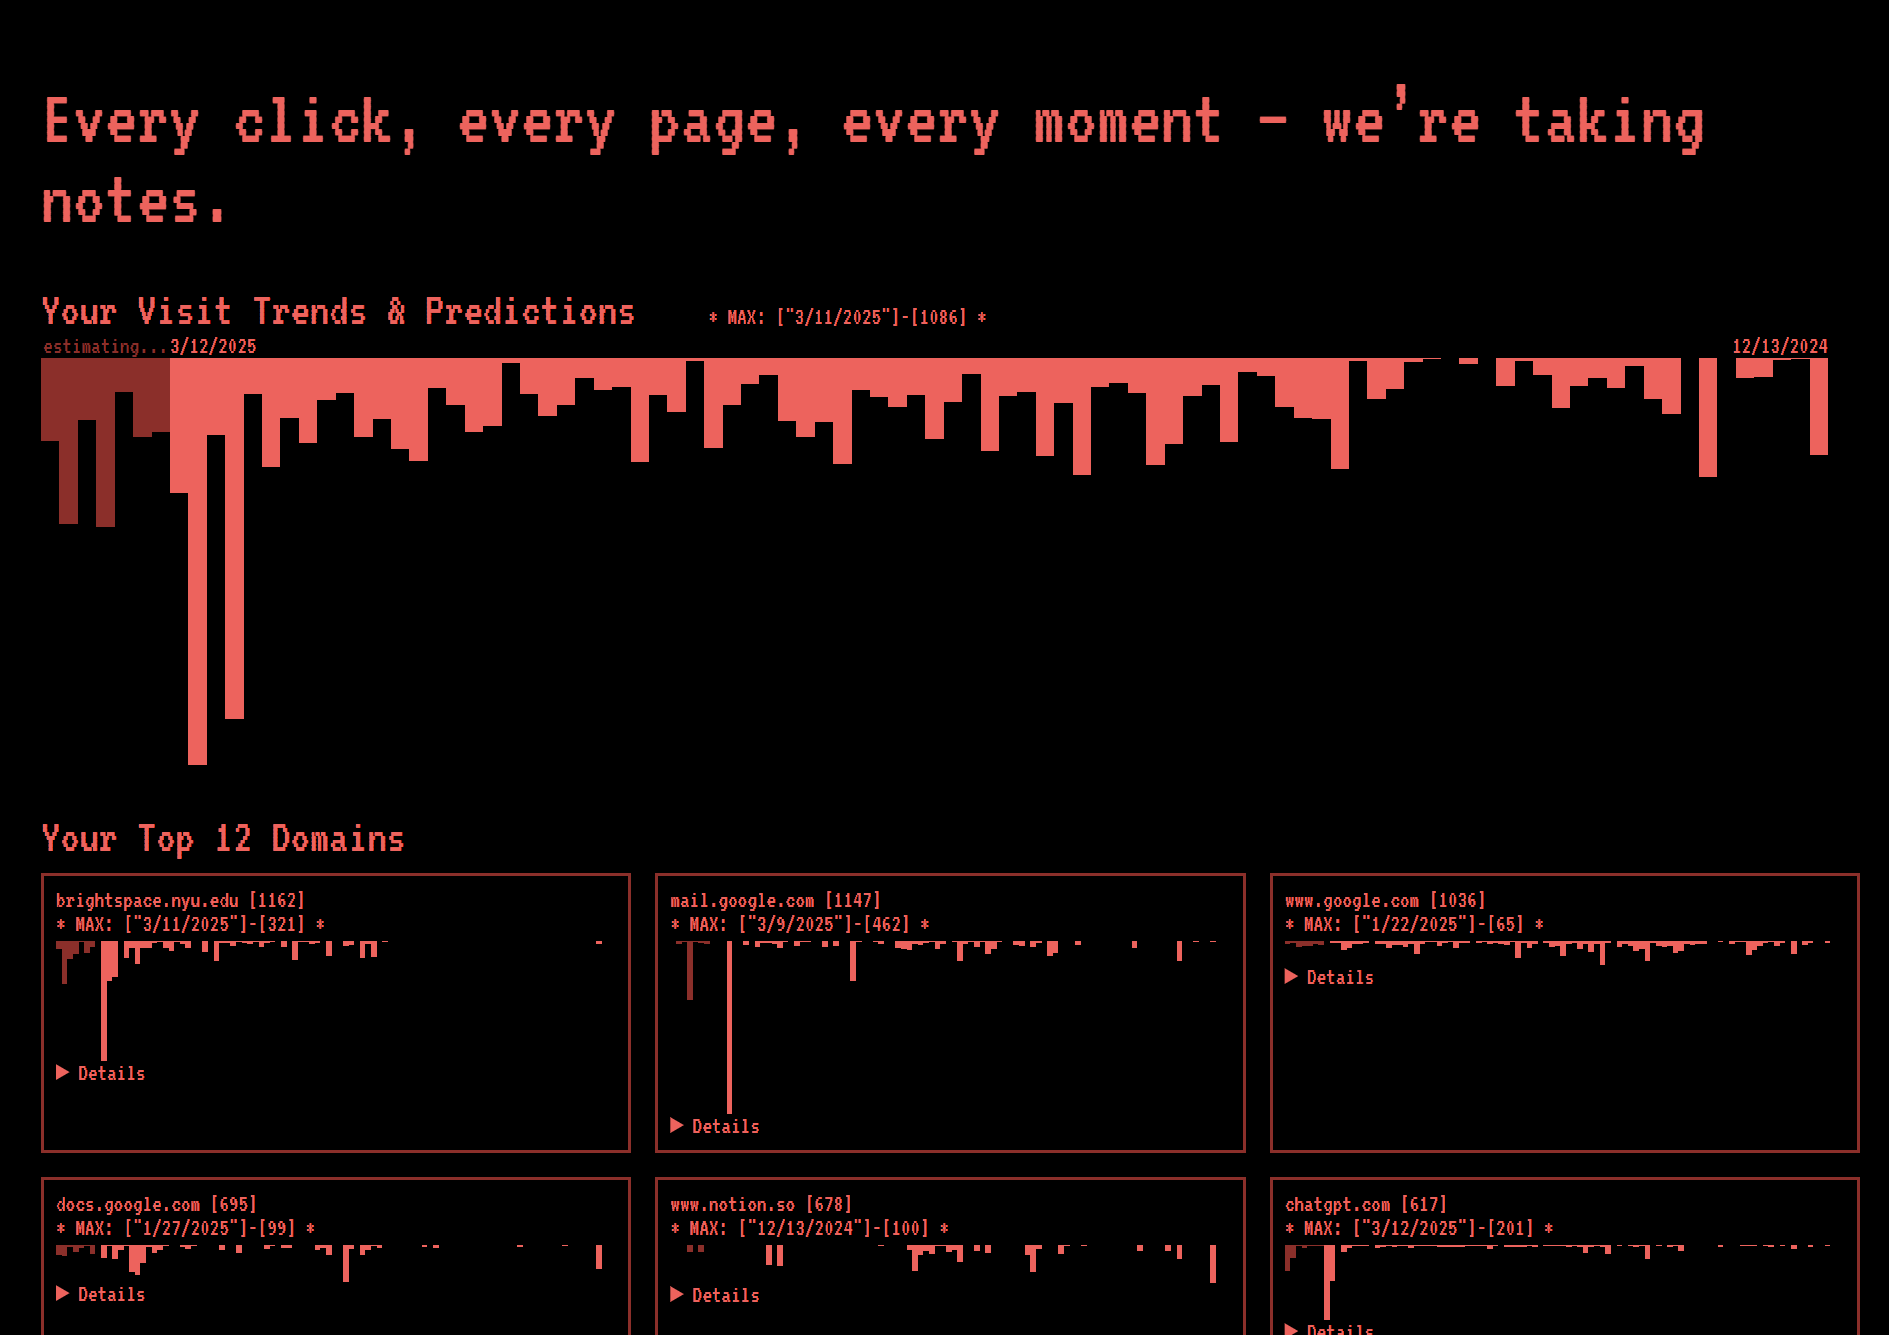 Every click, every page, every moment – we're taking
notes.
Your Visit Trends & Predictions
* MAX: ["3/11/2025"]-[1086] *
estimating...
3/12/2025
12/13/2024
Your Top 12 Domains
brightspace.nyu.edu [1162]
* MAX: ["3/11/2025"]-[321] *
▶ Details
mail.google.com [1147]
* MAX: ["3/9/2025"]-[462] *
▶ Details
www.google.com [1036]
* MAX: ["1/22/2025"]-[65] *
▶ Details
docs.google.com [695]
* MAX: ["1/27/2025"]-[99] *
▶ Details
www.notion.so [678]
* MAX: ["12/13/2024"]-[100] *
▶ Details
chatgpt.com [617]
* MAX: ["3/12/2025"]-[201] *
▶ Details